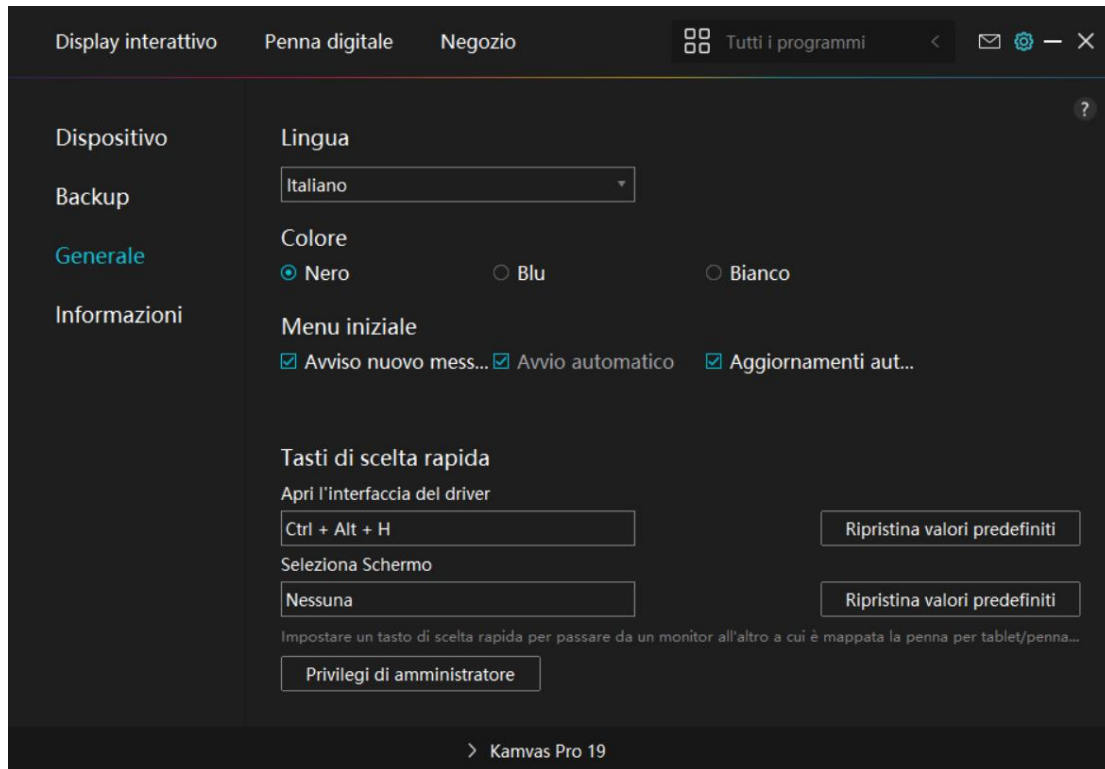 Display interattivo Penna digitale Negozio Tutti i programmi
?
Dispositivo
Backup
Generale
Informazioni
Lingua
Italiano
Colore
Nero Blu Bianco
Menu iniziale
Avviso nuovo mess... Avvio automatico Aggiornamenti aut...
Tasti di scelta rapida
Apri l'interfaccia del driver
Ctrl + Alt + H Ripristina valori predefiniti
Seleziona Schermo
Nessuna Ripristina valori predefiniti
Impostare un tasto di scelta rapida per passare da un monitor all'altro a cui è mappata la penna per tablet/penna...
Privilegi di amministratore
Kamvas Pro 19